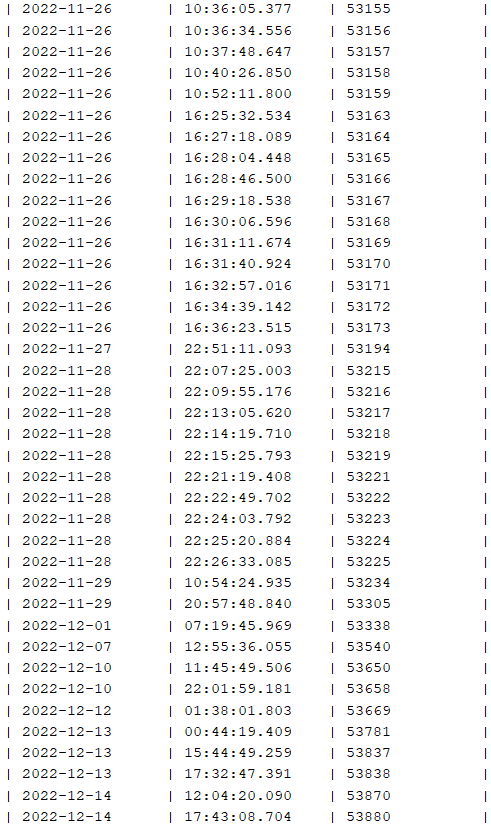 | 2022-11-26 | 10:36:05.377 | 53155 |
| 2022-11-26 | 10:36:34.556 | 53156 |
| 2022-11-26 | 10:37:48.647 | 53157 |
| 2022-11-26 | 10:40:26.850 | 53158 |
| 2022-11-26 | 10:52:11.800 | 53159 |
| 2022-11-26 | 16:25:32.534 | 53163 |
| 2022-11-26 | 16:27:18.089 | 53164 |
| 2022-11-26 | 16:28:04.448 | 53165 |
| 2022-11-26 | 16:28:46.500 | 53166 |
| 2022-11-26 | 16:29:18.538 | 53167 |
| 2022-11-26 | 16:30:06.596 | 53168 |
| 2022-11-26 | 16:31:11.674 | 53169 |
| 2022-11-26 | 16:31:40.924 | 53170 |
| 2022-11-26 | 16:32:57.016 | 53171 |
| 2022-11-26 | 16:34:39.142 | 53172 |
| 2022-11-26 | 16:36:23.515 | 53173 |
| 2022-11-27 | 22:51:11.093 | 53194 |
| 2022-11-28 | 22:07:25.003 | 53215 |
| 2022-11-28 | 22:09:55.176 | 53216 |
| 2022-11-28 | 22:13:05.620 | 53217 |
| 2022-11-28 | 22:14:19.710 | 53218 |
| 2022-11-28 | 22:15:25.793 | 53219 |
| 2022-11-28 | 22:21:19.408 | 53221 |
| 2022-11-28 | 22:22:49.702 | 53222 |
| 2022-11-28 | 22:24:03.792 | 53223 |
| 2022-11-28 | 22:25:20.884 | 53224 |
| 2022-11-28 | 22:26:33.085 | 53225 |
| 2022-11-29 | 10:54:24.935 | 53234 |
| 2022-11-29 | 20:57:48.840 | 53305 |
| 2022-12-01 | 07:19:45.969 | 53338 |
| 2022-12-07 | 12:55:36.055 | 53540 |
| 2022-12-10 | 11:45:49.506 | 53650 |
| 2022-12-10 | 22:01:59.181 | 53658 |
| 2022-12-12 | 01:38:01.803 | 53669 |
| 2022-12-13 | 00:44:19.409 | 53781 |
| 2022-12-13 | 15:44:49.259 | 53837 |
| 2022-12-13 | 17:32:47.391 | 53838 |
| 2022-12-14 | 12:04:20.090 | 53870 |
| 2022-12-14 | 17:43:08.704 | 53880 |